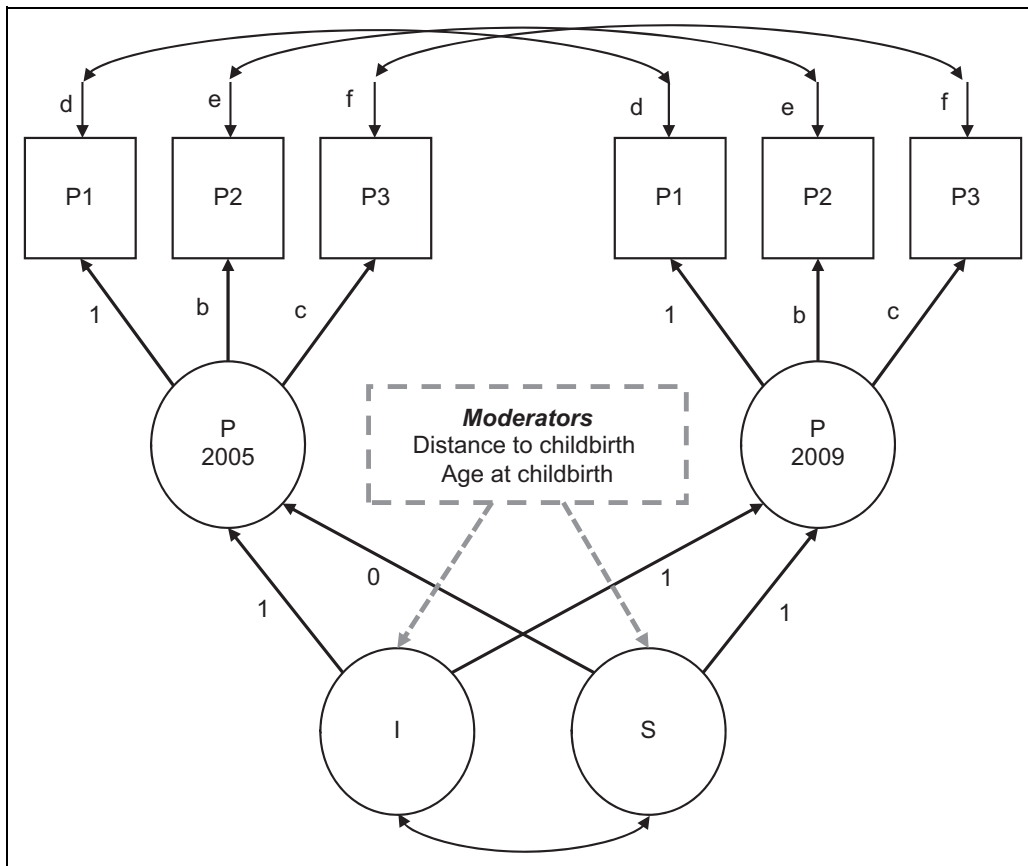 d e f d e f
P1 P2 P3 P1 P2 P3
1 b c 1 b c
P
2005
Moderators
Distance to childbirth
Age at childbirth
P
2009
1 0 1 1
I S